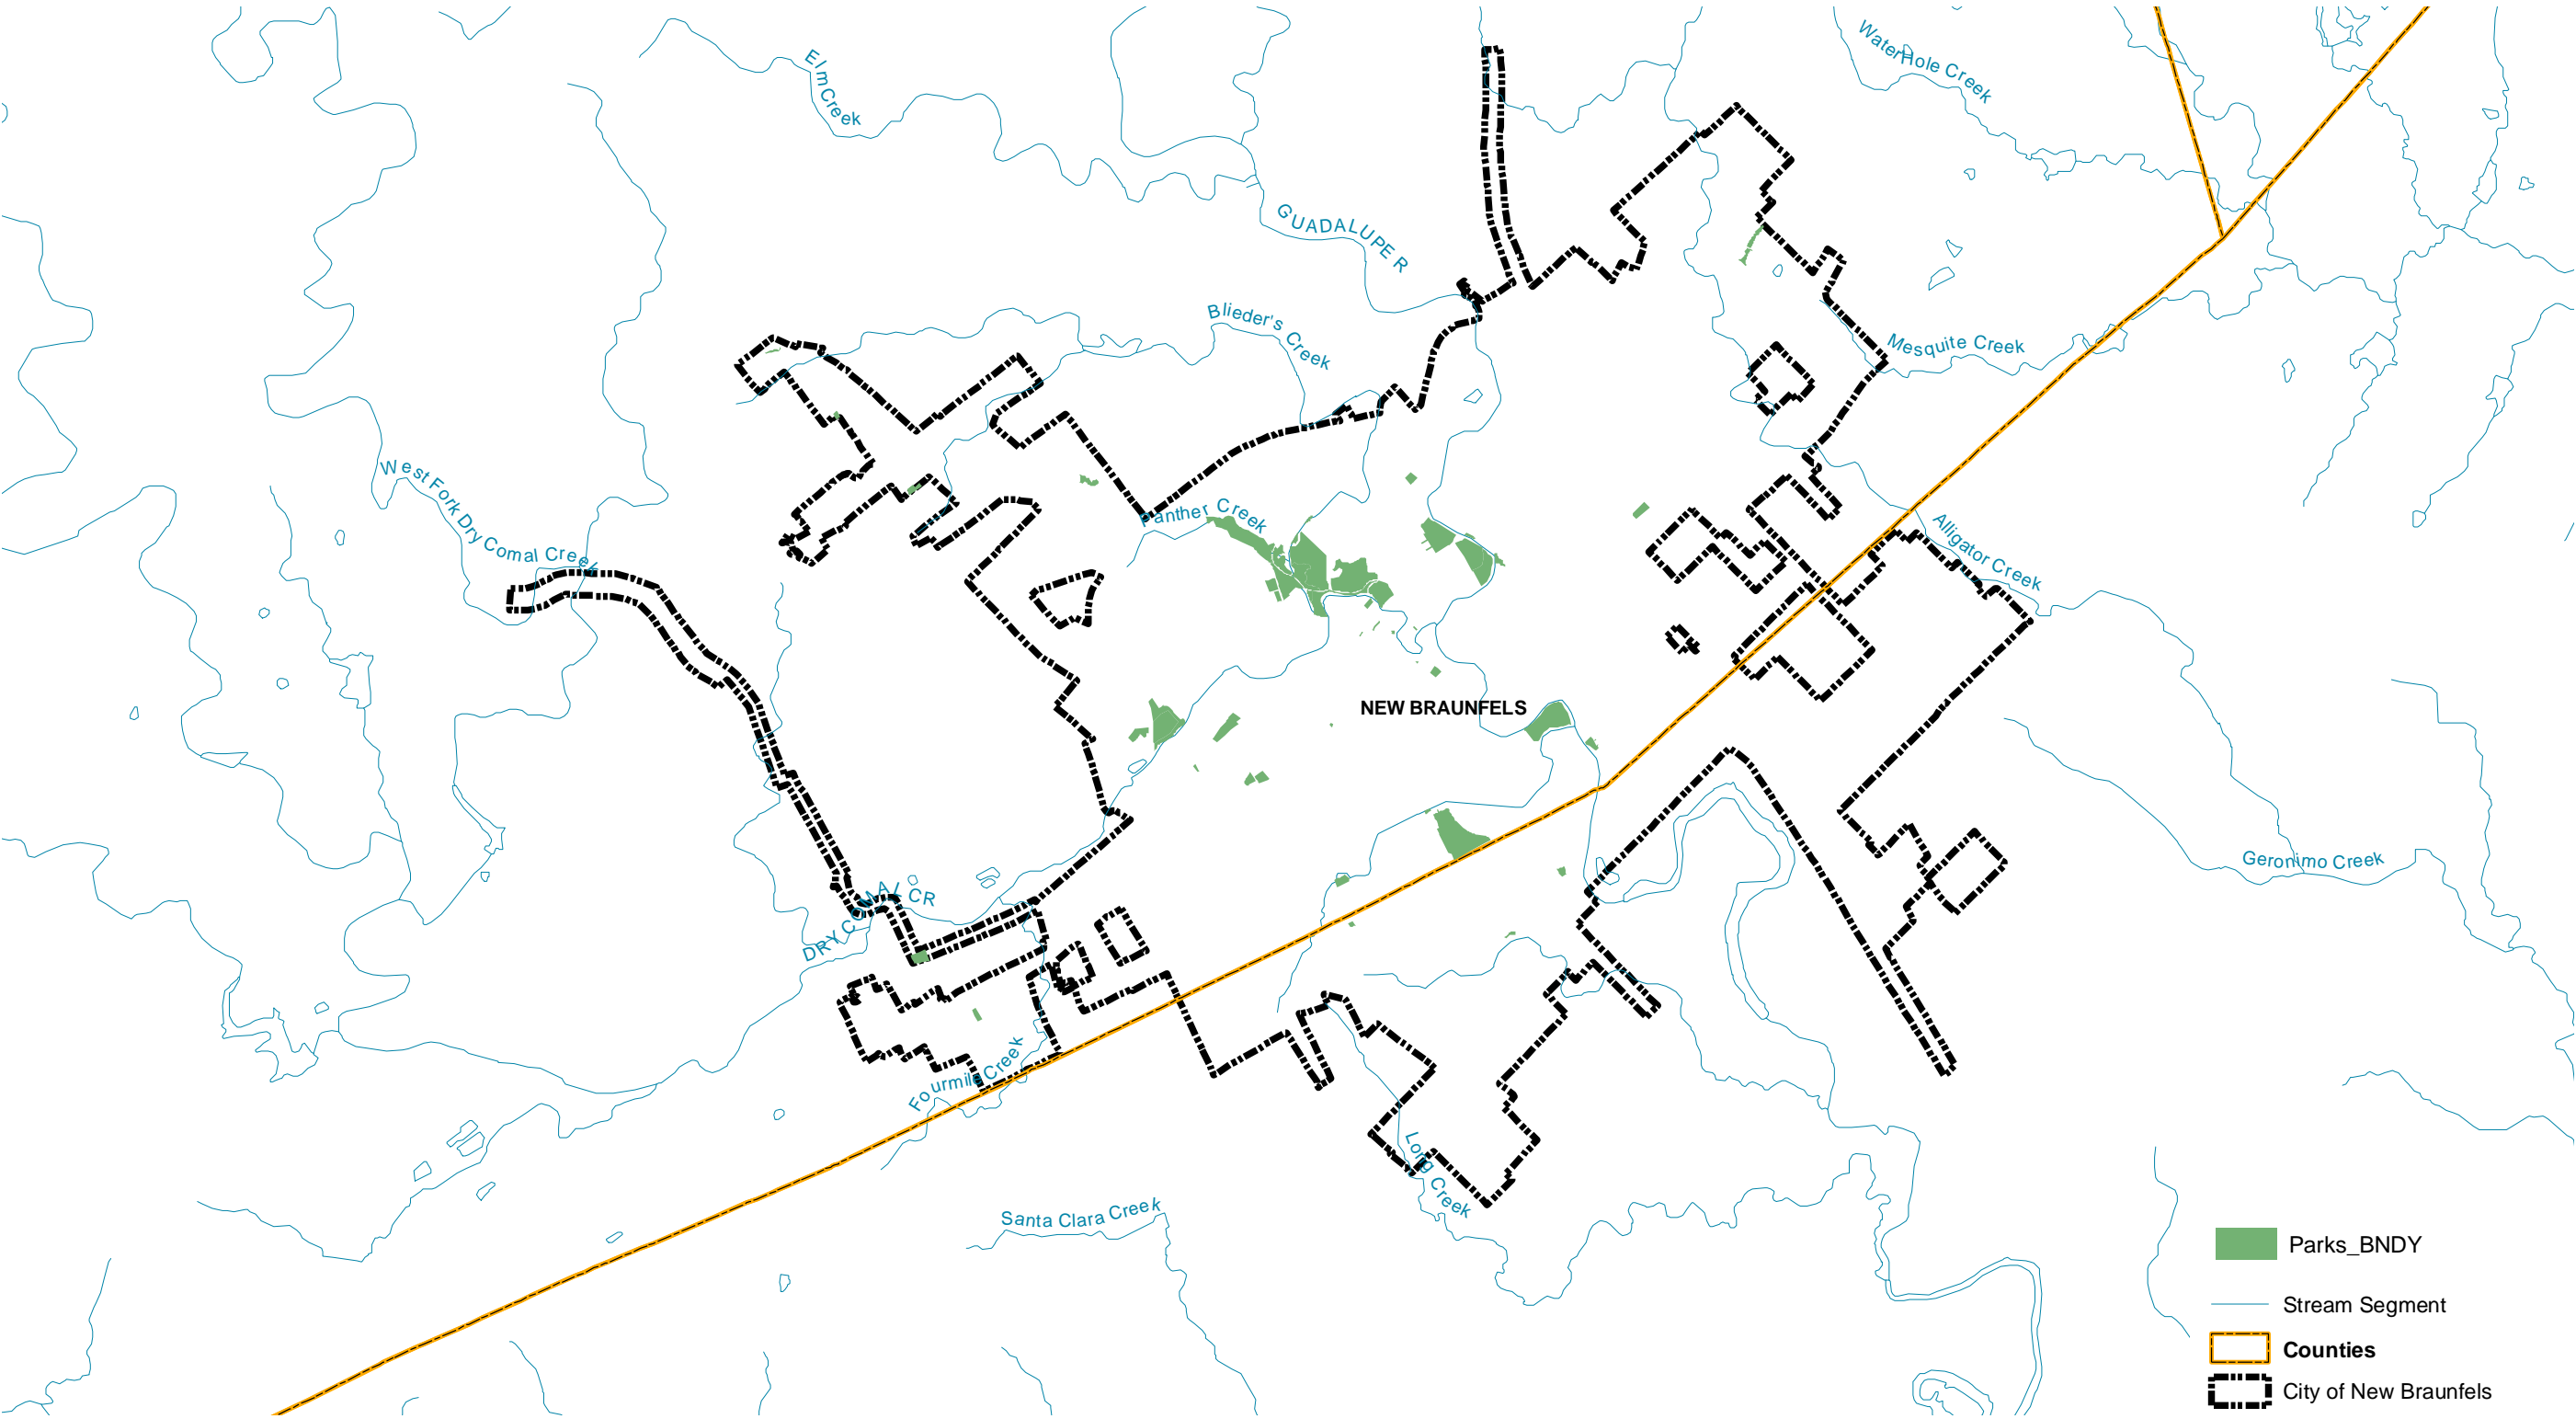 WaterHole Creek
Elm Creek
GUADALUPE R
Blieder's Creek
Mesquite Creek
West Fork Dry Comal Creek
Panther Creek
Alligator Creek
NEW BRAUNFELS
Geronimo Creek
DRY COMAL CR
Fourmile Creek
Long Creek
Santa Clara Creek
Parks_BNDY
Stream Segment
Counties
City of New Braunfels